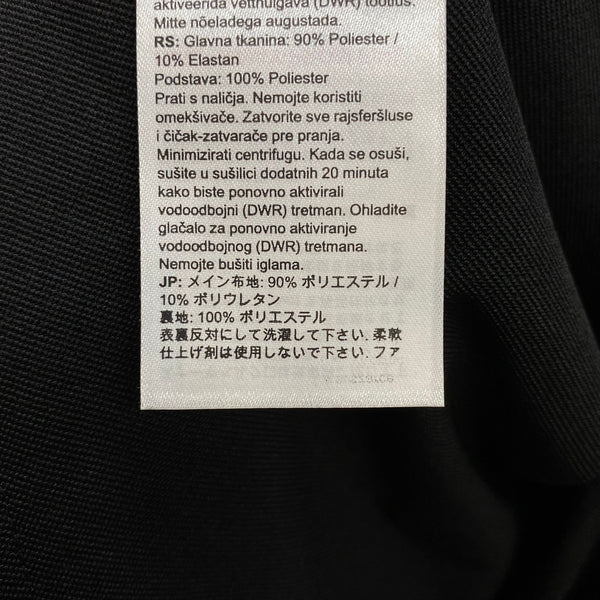 aktiveerida vetthülgava (DWR) töötlus.
Mitte nõeladega augustada.
RS: Glavna tkanina: 90% Poliester /
10% Elastan
Podstava: 100% Poliester
Prati s naličja. Nemojte koristiti
omekšivače. Zatvorite sve rajsferšluse
i čičak-zatvarače pre pranja.
Minimizirati centrifugu. Kada se osuši,
sušite u sušilici dodatnih 20 minuta
kako biste ponovno aktivirali
vodoodbojni (DWR) tretman. Ohladite
glačalo za ponovno aktiviranje
vodoodbojnog (DWR) tretmana.
Nemojte bušiti iglama.
JP: メイン布地: 90% ポリエステル /
10% ポリウレタン
裏地: 100% ポリエステル
表裏反対にして洗濯して下さい. 柔軟
仕上げ剤は使用しないで下さい. ファ